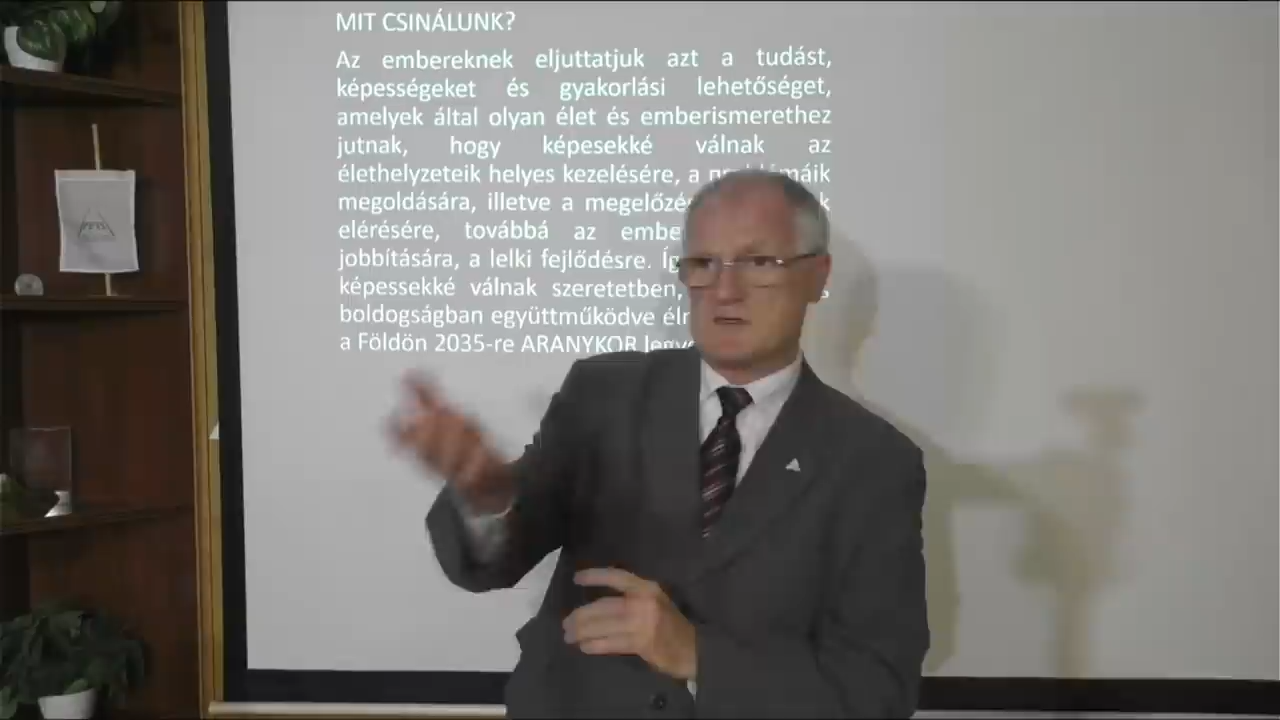 MIT CSINÁLUNK?
Az embereknek eljuttatjuk azt a tudást,
képességeket és gyakorlási lehetőséget,
amelyek által olyan élet és emberismerethez
jutnak, hogy képesekké válnak az
élethelyzeteik helyes kezelésére, a
megoldására, illetve a
elérésére, továbbá az
jobbítására, a lelki fejlődésre.
képessekké válnak szeretetben,
boldogságban együttműködve
a Földön 2035-re ARANYKOR